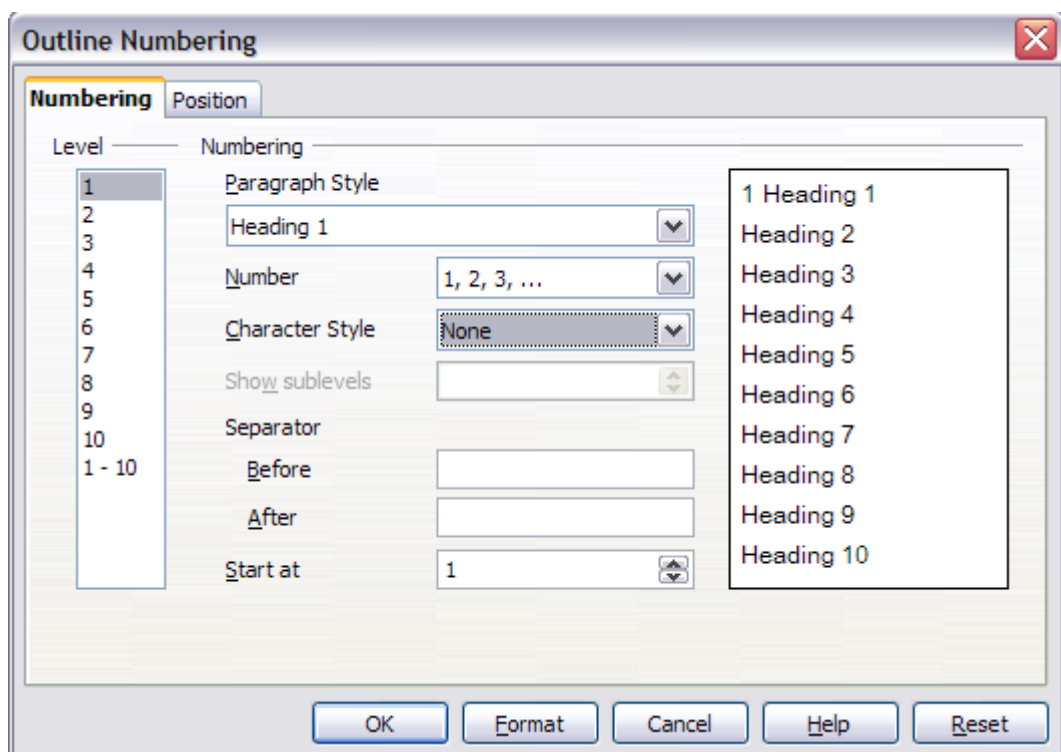 Outline Numbering
Numbering Position
Level Numbering
1
2
3
4
5
6
7
8
9
10
1 - 10
Paragraph Style
Heading 1
Number 1, 2, 3, ...
Character Style None
Show sublevels
Separator
Before
After
Start at 1
1 Heading 1
Heading 2
Heading 3
Heading 4
Heading 5
Heading 6
Heading 7
Heading 8
Heading 9
Heading 10
OK Format Cancel Help Reset